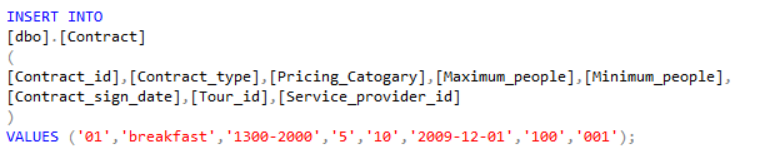 INSERT INTO
[dbo].[Contract]
(
[Contract_id],[Contract_type],[Pricing_Catogary],[Maximum_people],[Minimum_people],
[Contract_sign_date],[Tour_id],[Service_provider_id]
)
VALUES ('01','breakfast','1300-2000','5','10','2009-12-01','100','001');